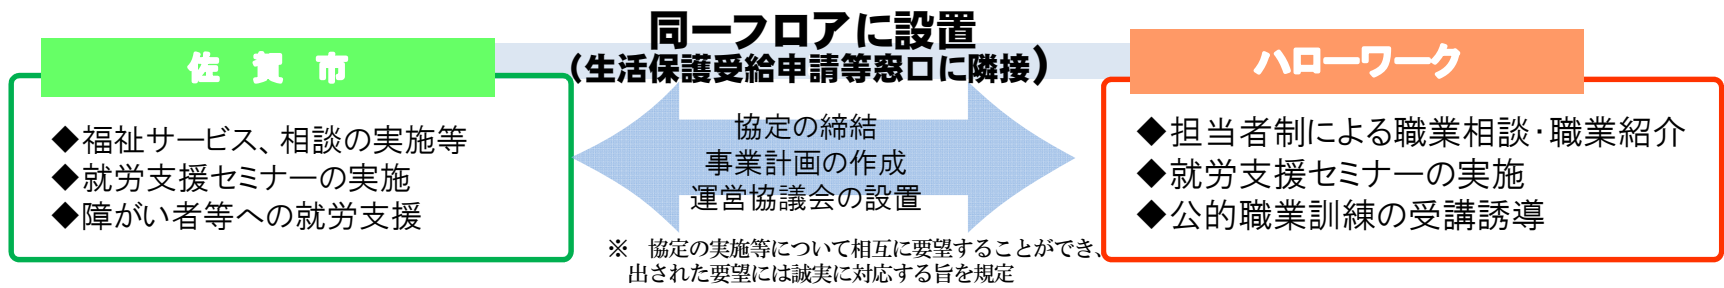 同一フロアに設置
(生活保護受給申請等窓口に隣接)
佐賀市
◆福祉サービス、相談の実施等
◆就労支援セミナーの実施
◆障がい者等への就労支援
協定の締結
事業計画の作成
運営協議会の設置
※　協定の実施等について相互に要望することができ、
出された要望には誠実に対応する旨を規定
ハローワーク
◆担当者制による職業相談・職業紹介
◆就労支援セミナーの実施
◆公的職業訓練の受講誘導